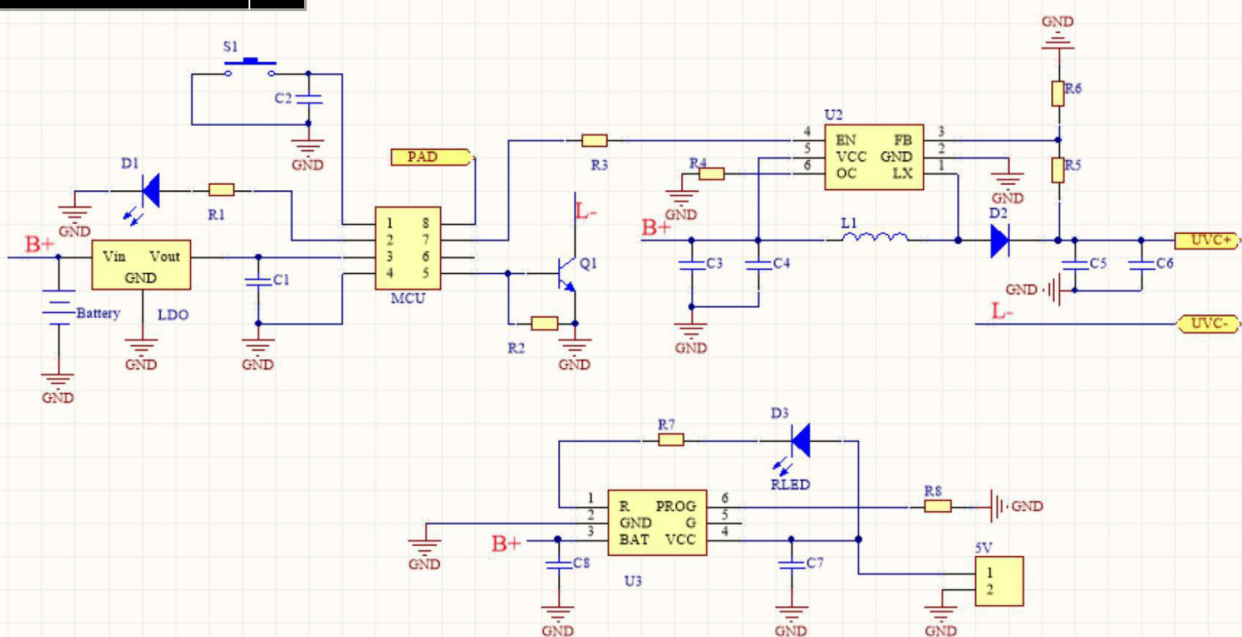 GND
S1
C2
GND
D1
R1
GND
PAD
R3
U2
4 EN FB 3
5 VCC GND 2
6 OC LX 1
R4
GND
GND
R6
R5
B+
Vin Vout
GND
LDO
Battery
GND
GND
C1
GND
1 8
2 7
3 6
4 5
MCU
L-
Q1
R2
GND
B+
L1
D2
C3
C4
GND
C5
C6
GND
UVC+
L-
UVC-
R7
D3
RLED
1 R PROG 6
2 GND G 5
3 BAT VCC 4
U3
GND
B+
C8
GND
C7
GND
R8
GND
5V
1
2
GND